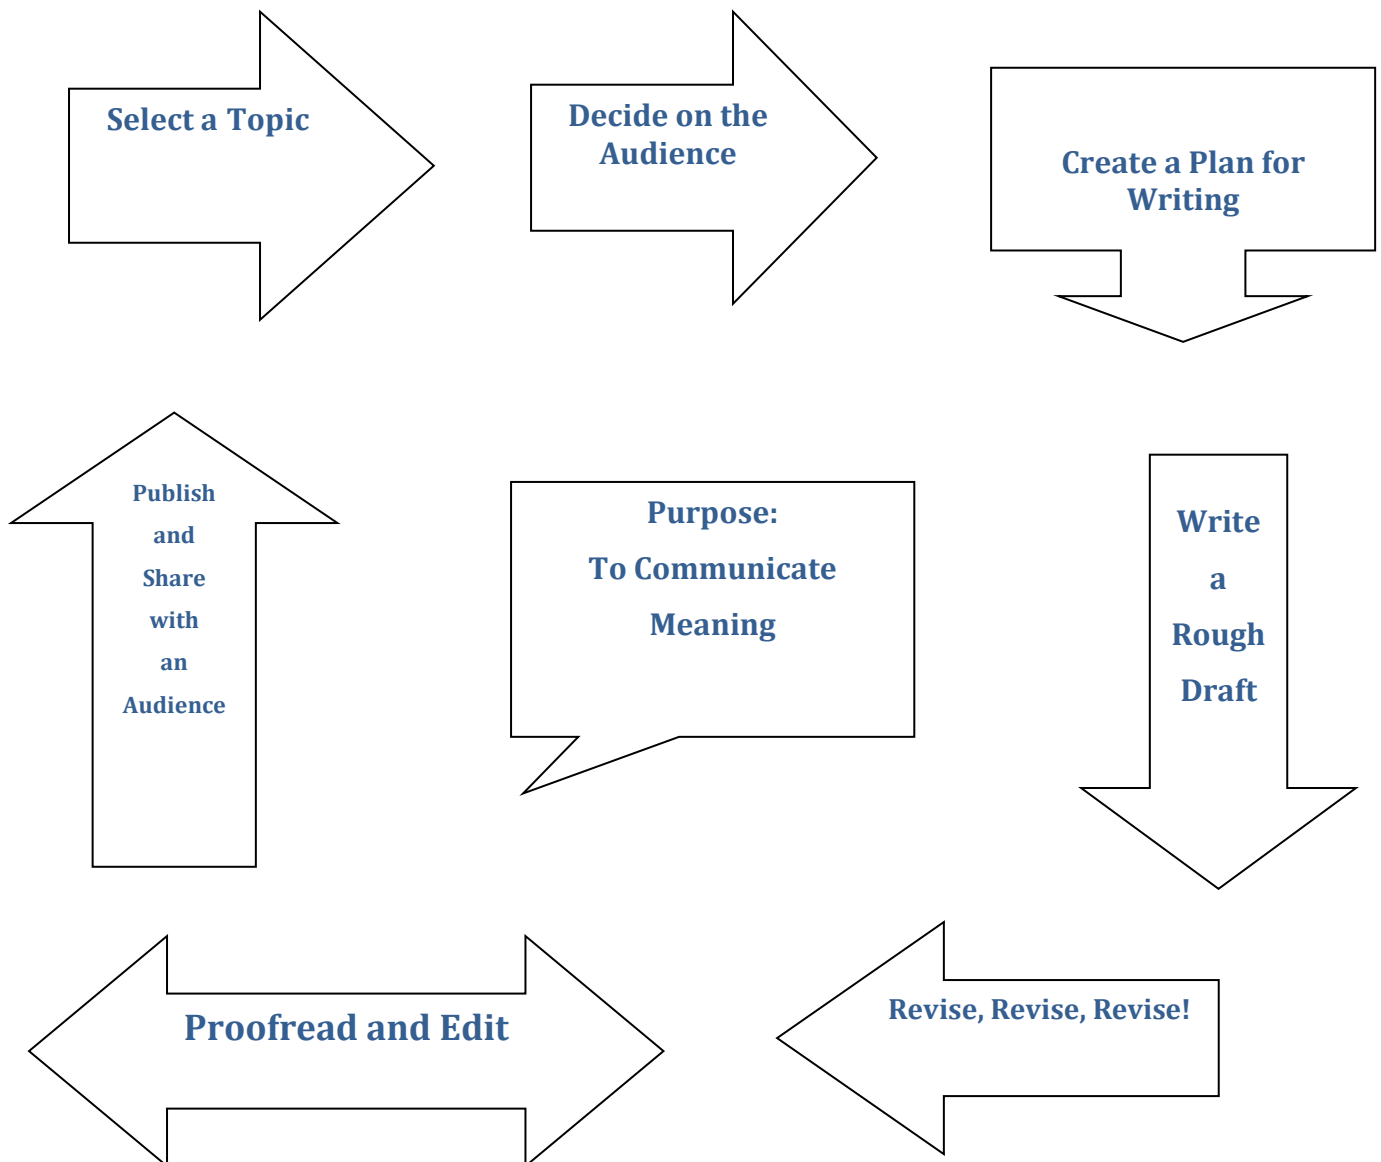 Select a Topic
Decide on the
Audience
Create a Plan for
Writing
Publish
and
Share
with
an
Audience
Purpose:
To Communicate
Meaning
Write
a
Rough
Draft
Proofread and Edit
Revise, Revise, Revise!